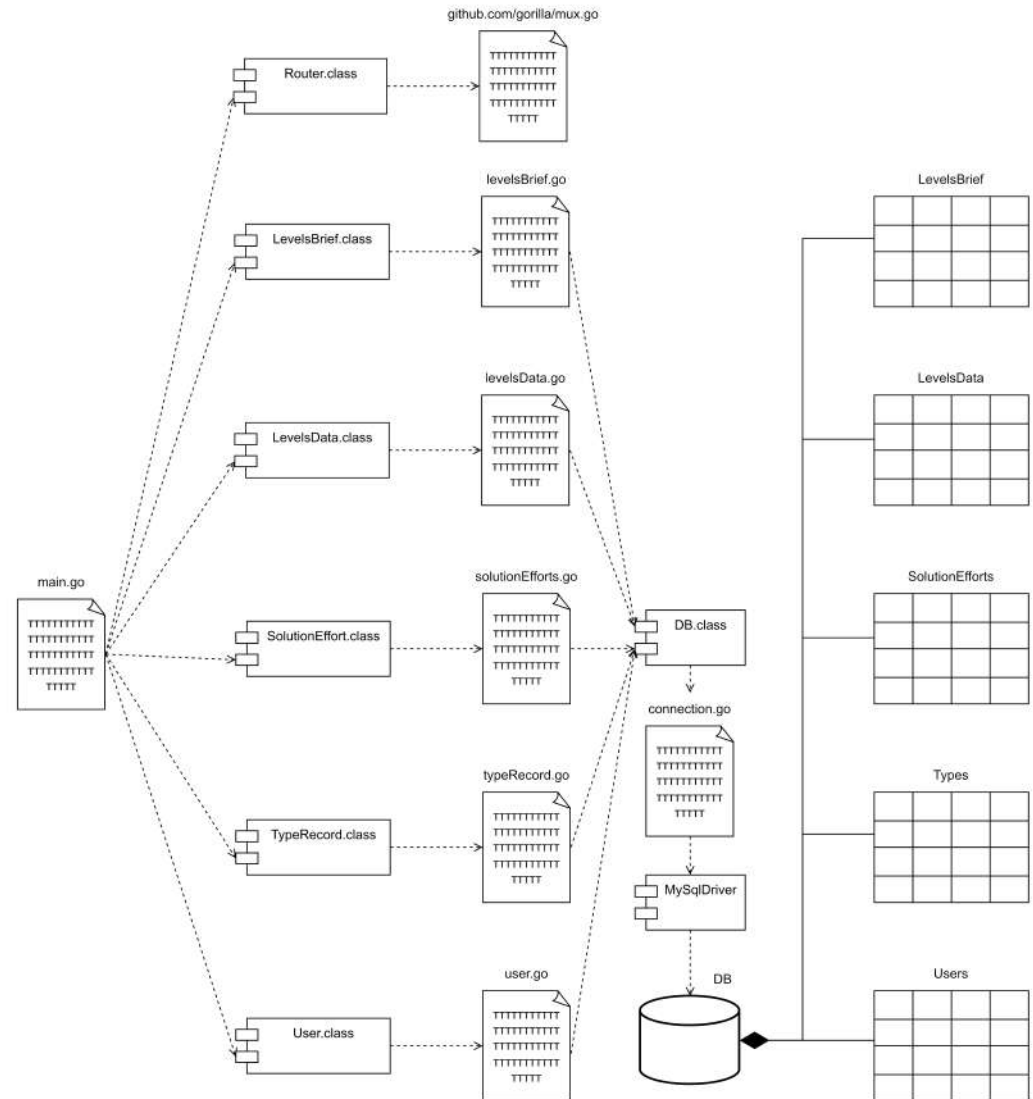 github.com/gorilla/mux.go
Router.class
levelsBrief.go
LevelsBrief
LevelsBrief.class
levelsData.go
LevelsData
LevelsData.class
main.go
solutionEfforts.go
SolutionEfforts
SolutionEffort.class
DB.class
connection.go
typeRecord.go
Types
TypeRecord.class
MySqlDriver
user.go
DB
Users
User.class